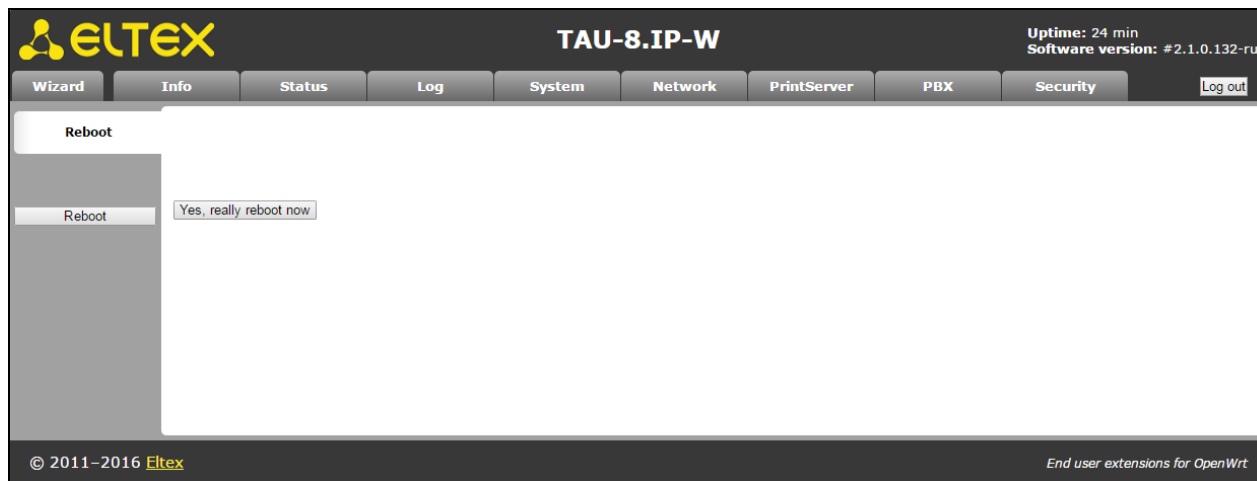 ELTEX
TAU-8.IP-W
Uptime: 24 min
Software version: #2.1.0.132-ru
Wizard Info Status Log System Network PrintServer PBX Security Log out
Reboot
Reboot
Yes, really reboot now
© 2011–2016 Eltex
End user extensions for OpenWrt